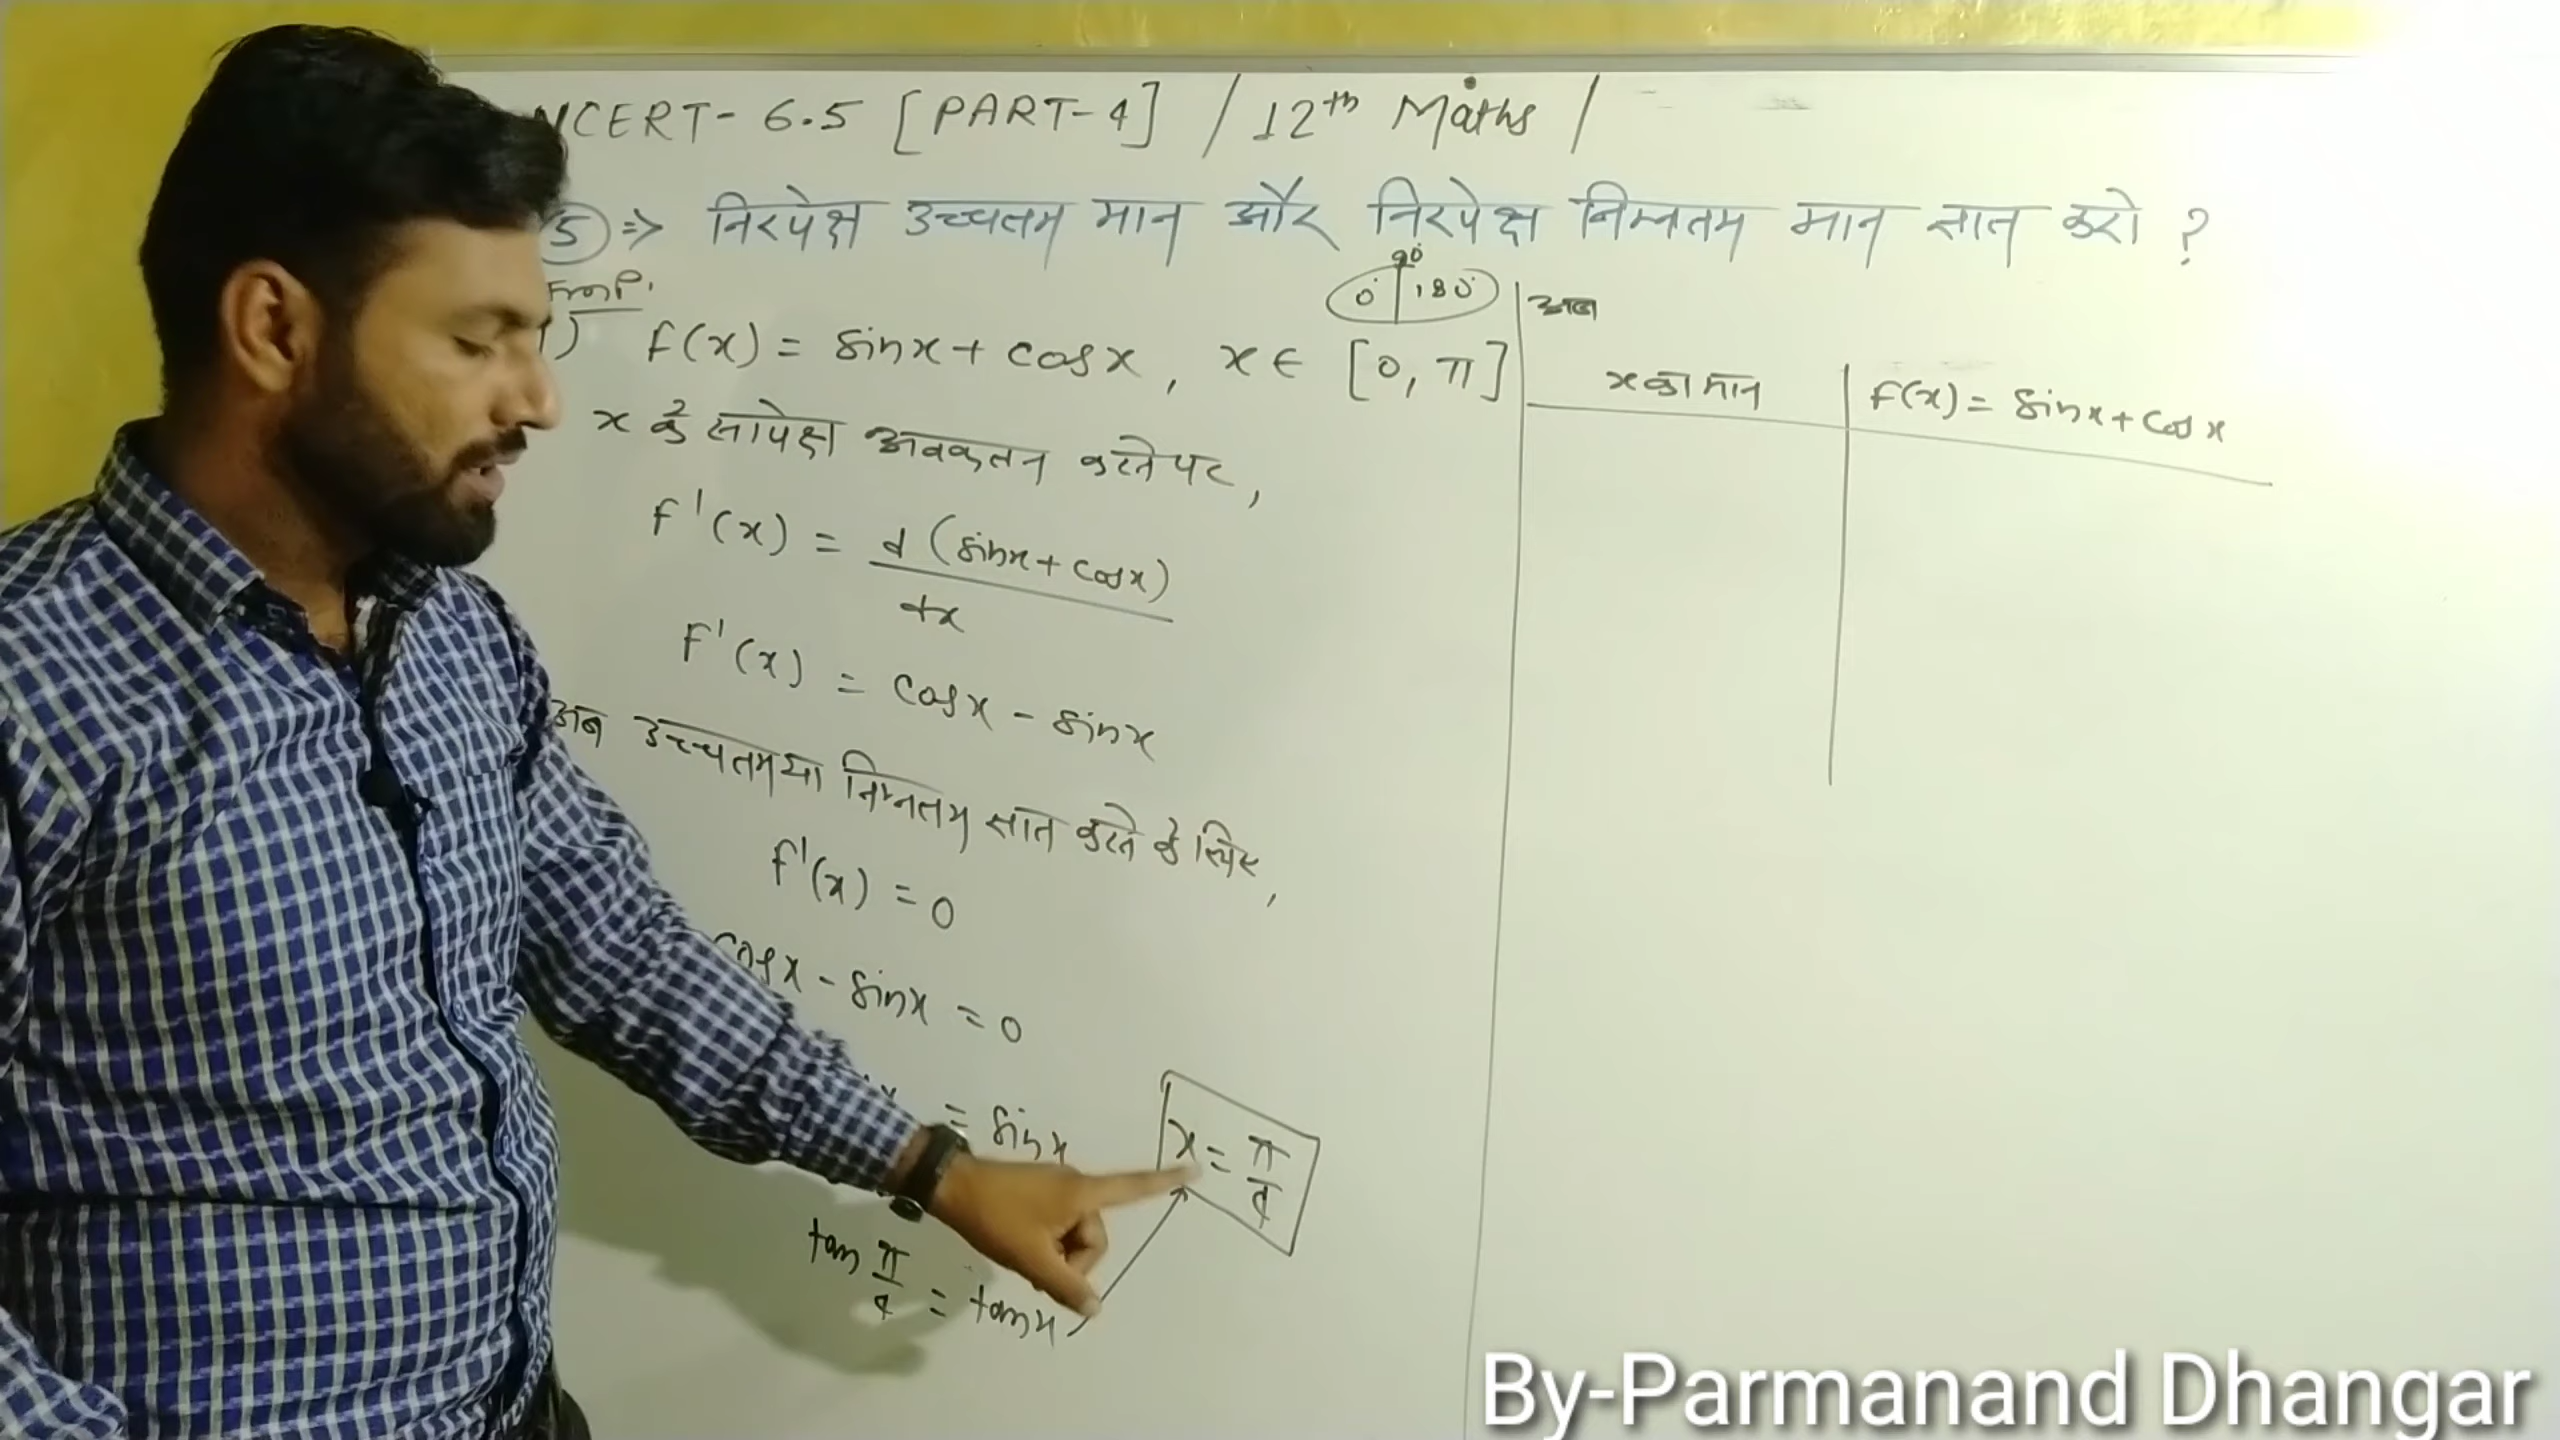 NCERT- 6.5 [PART-4] / 12th Maths /
5 ⇒ निरपेक्ष उच्चतम मान और निरपेक्ष निम्नतम मान ज्ञात करो ?
Imp.
1) f(x) = sinx + cosx, x ∈ [0, π]
0° | 180°
90°
x के सापेक्ष अवकलन करने पर,
f'(x) = d (sinx + cosx)
dx
f'(x) = cosx - sinx
अब उच्चतम या निम्नतम ज्ञात करने के लिए,
f'(x) = 0
cosx - sinx = 0
= sinx
tan π/4 = tanx
x = π/4
अब
x का मान | f(x) = sinx + cosx
By-Parmanand Dhangar